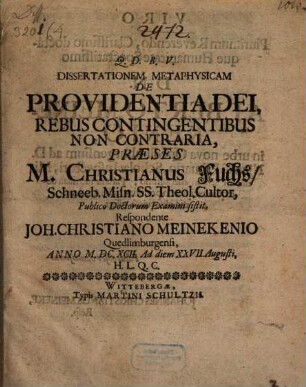 2472.
Q. D. B. V.
DISSERTATIONEM METAPHYSICAM
DE
PROVIDENTIA DEI,
REBUS CONTINGENTIBUS
NON CONTRARIA,
PRÆSES
M. CHRISTIANUS Fuchs/
Schneeb. Misn. SS. Theol. Cultor,
Publico Doctorum Examini sistit,
Respondente
JOH. CHRISTIANO MEINEKENIO
Quedlimburgensi,
ANNO M. DC. XCII. Ad diem XXVII. Augusti,
H. L. Q. C.
WITTEBERGÆ,
Typis MARTINI SCHULTZII.